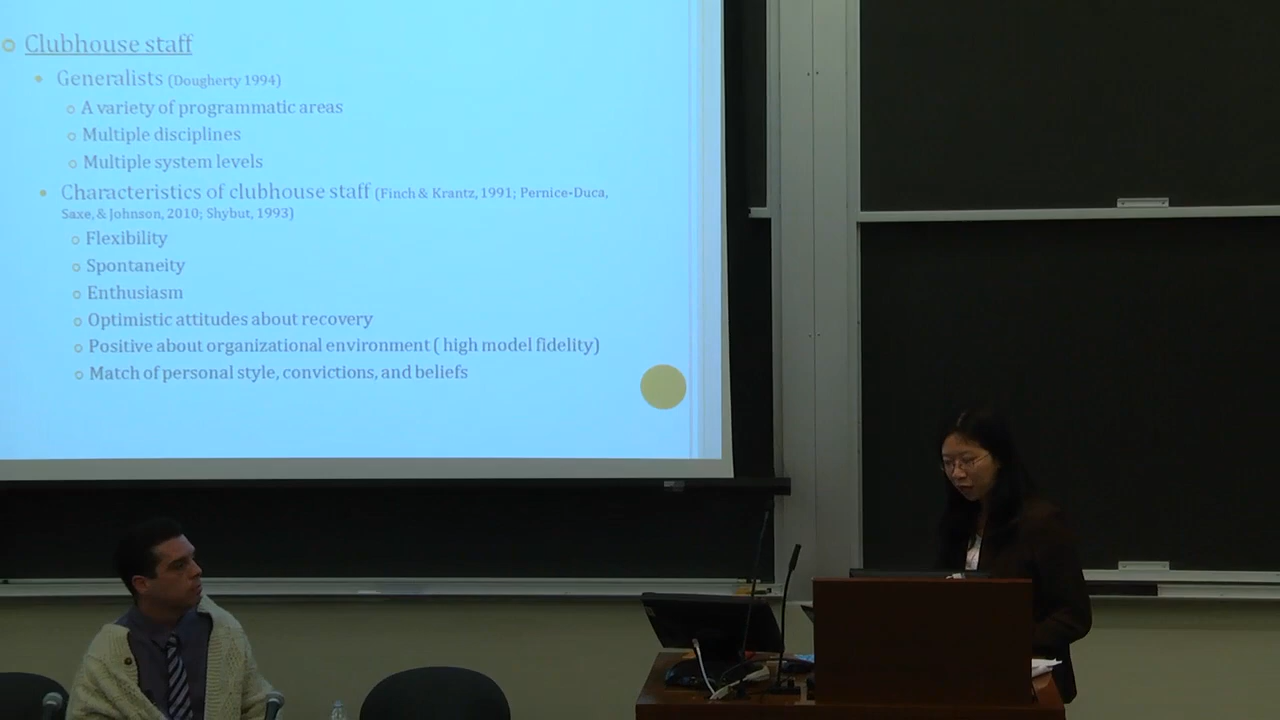 Clubhouse staff
Generalists (Dougherty 1994)
A variety of programmatic areas
Multiple disciplines
Multiple system levels
Characteristics of clubhouse staff (Finch & Krantz, 1991; Pernice-Duca,
Saxe, & Johnson, 2010; Shybut, 1993)
Flexibility
Spontaneity
Enthusiasm
Optimistic attitudes about recovery
Positive about organizational environment ( high model fidelity)
Match of personal style, convictions, and beliefs